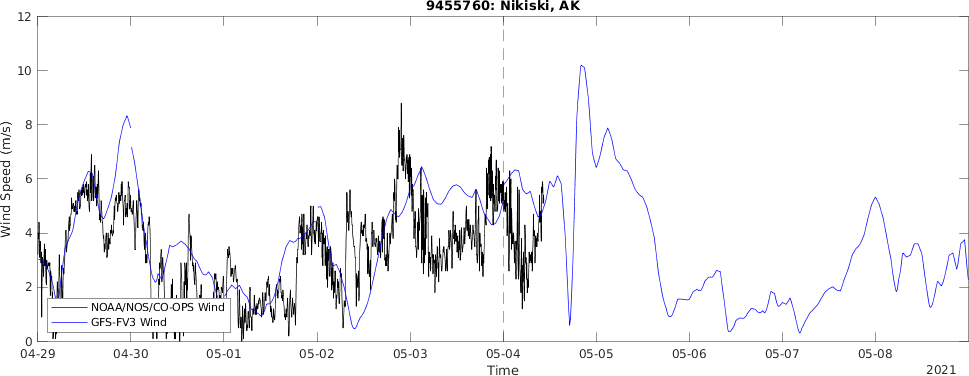 9455760: Nikiski, AK
12
10
8
6
4
2
0
Wind Speed (m/s)
NOAA/NOS/CO-OPS Wind
GFS-FV3 Wind
04-29 04-30 05-01 05-02 05-03 05-04 05-05 05-06 05-07 05-08
Time
2021